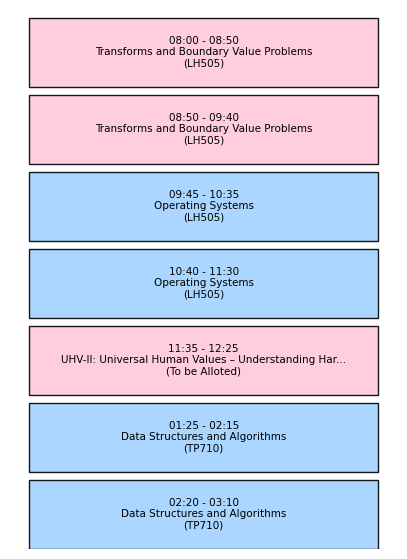 08:00 - 08:50
Transforms and Boundary Value Problems
(LH505)
08:50 - 09:40
Transforms and Boundary Value Problems
(LH505)
09:45 - 10:35
Operating Systems
(LH505)
10:40 - 11:30
Operating Systems
(LH505)
11:35 - 12:25
UHV-II: Universal Human Values – Understanding Har...
(To be Alloted)
01:25 - 02:15
Data Structures and Algorithms
(TP710)
02:20 - 03:10
Data Structures and Algorithms
(TP710)